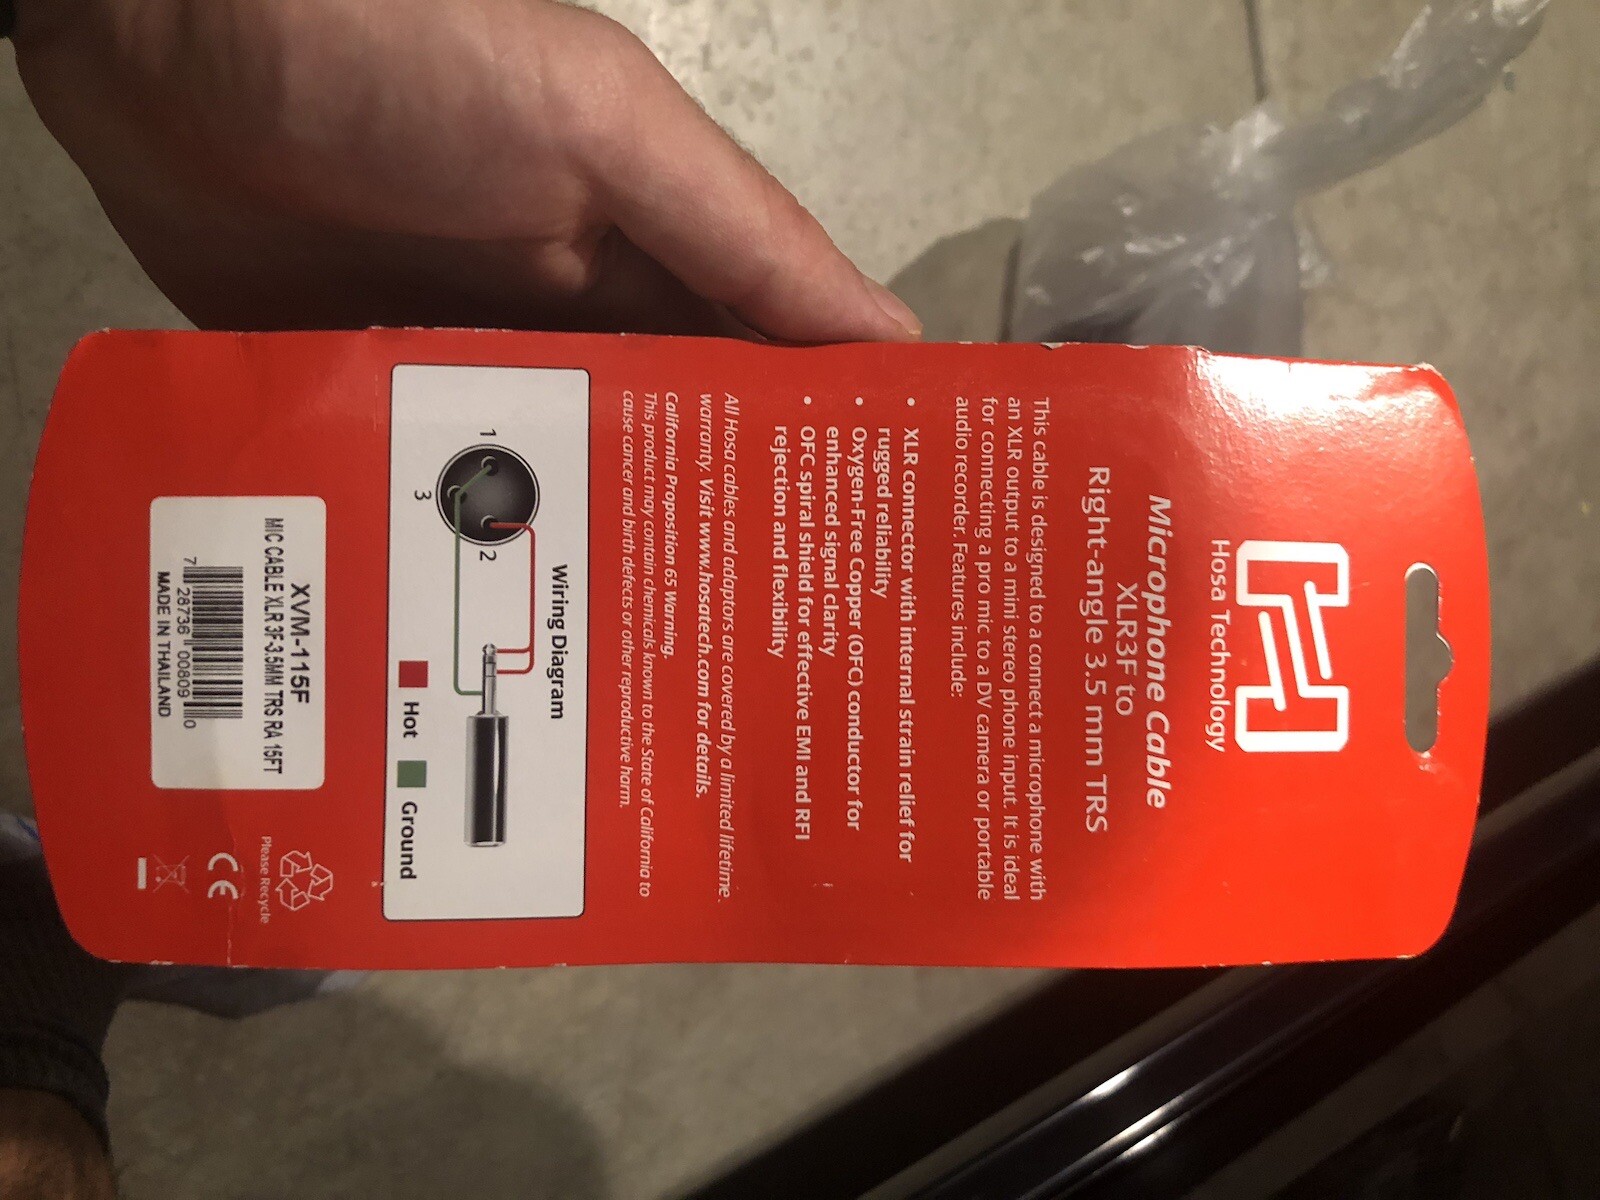 Hosa Technology
Microphone Cable
XLR3F to
Right-angle 3.5 mm TRS
This cable is designed to a connect a microphone with
an XLR output to a mini stereo phone input. It is ideal
for connecting a pro mic to a DV camera or portable
audio recorder. Features include:
• XLR connector with internal strain relief for
rugged reliability
• Oxygen-Free Copper (OFC) conductor for
enhanced signal clarity
• OFC spiral shield for effective EMI and RFI
rejection and flexibility
All Hosa cables and adaptors are covered by a limited lifetime
warranty. Visit www.hosatech.com for details.
California Proposition 65 Warning.
This product may contain chemicals known to the State of California to
cause cancer and birth defects or other reproductive harm.
Wiring Diagram
1
2
3
Hot
Ground
XVM-115F
MIC CABLE XLR 3F-3.5MM TRS RA 15FT
7 28736 00809 0
MADE IN THAILAND
Please Recycle
CE